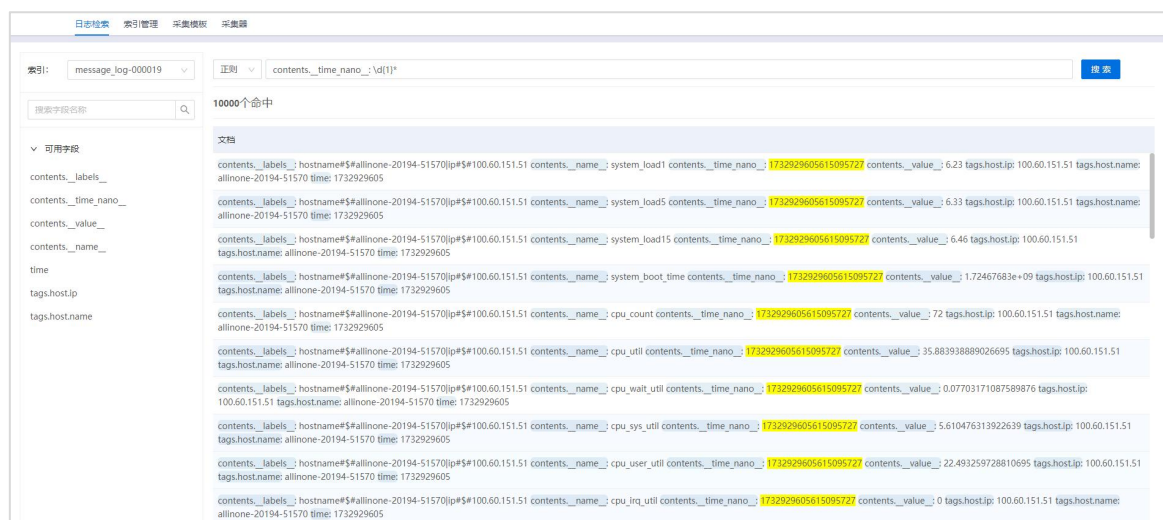 日志检索 索引管理 采集模板 采集器
索引: message_log-000019
正则 contents.__time_nano__: \d{1}*
搜索
搜索字段名称
10000个命中
可用字段
文档
contents.__labels__
contents.__time_nano__
contents.__value__
contents.__name__
time
tags.host.ip
tags.host.name
contents.__labels__: hostname#$#allinone-20194-51570|ip#$#100.60.151.51 contents.__name__: system_load1 contents.__time_nano__: 1732929605615095727 contents.__value__: 6.23 tags.host.ip: 100.60.151.51 tags.host.name:
allinone-20194-51570 time: 1732929605
contents.__labels__: hostname#$#allinone-20194-51570|ip#$#100.60.151.51 contents.__name__: system_load5 contents.__time_nano__: 1732929605615095727 contents.__value__: 6.33 tags.host.ip: 100.60.151.51 tags.host.name:
allinone-20194-51570 time: 1732929605
contents.__labels__: hostname#$#allinone-20194-51570|ip#$#100.60.151.51 contents.__name__: system_load15 contents.__time_nano__: 1732929605615095727 contents.__value__: 6.46 tags.host.ip: 100.60.151.51
tags.host.name: allinone-20194-51570 time: 1732929605
contents.__labels__: hostname#$#allinone-20194-51570|ip#$#100.60.151.51 contents.__name__: system_boot_time contents.__time_nano__: 1732929605615095727 contents.__value__: 1.72467683e+09 tags.host.ip: 100.60.151.51
tags.host.name: allinone-20194-51570 time: 1732929605
contents.__labels__: hostname#$#allinone-20194-51570|ip#$#100.60.151.51 contents.__name__: cpu_count contents.__time_nano__: 1732929605615095727 contents.__value__: 72 tags.host.ip: 100.60.151.51 tags.host.name:
allinone-20194-51570 time: 1732929605
contents.__labels__: hostname#$#allinone-20194-51570|ip#$#100.60.151.51 contents.__name__: cpu_util contents.__time_nano__: 1732929605615095727 contents.__value__: 35.883938889026695 tags.host.ip: 100.60.151.51
tags.host.name: allinone-20194-51570 time: 1732929605
contents.__labels__: hostname#$#allinone-20194-51570|ip#$#100.60.151.51 contents.__name__: cpu_wait_util contents.__time_nano__: 1732929605615095727 contents.__value__: 0.07703171087589876 tags.host.ip:
100.60.151.51 tags.host.name: allinone-20194-51570 time: 1732929605
contents.__labels__: hostname#$#allinone-20194-51570|ip#$#100.60.151.51 contents.__name__: cpu_sys_util contents.__time_nano__: 1732929605615095727 contents.__value__: 5.610476313922639 tags.host.ip: 100.60.151.51
tags.host.name: allinone-20194-51570 time: 1732929605
contents.__labels__: hostname#$#allinone-20194-51570|ip#$#100.60.151.51 contents.__name__: cpu_user_util contents.__time_nano__: 1732929605615095727 contents.__value__: 22.493259728810695 tags.host.ip: 100.60.151.51
tags.host.name: allinone-20194-51570 time: 1732929605
contents.__labels__: hostname#$#allinone-20194-51570|ip#$#100.60.151.51 contents.__name__: cpu_irq_util contents.__time_nano__: 1732929605615095727 contents.__value__: 0 tags.host.ip: 100.60.151.51 tags.host.name:
allinone-20194-51570 time: 1732929605